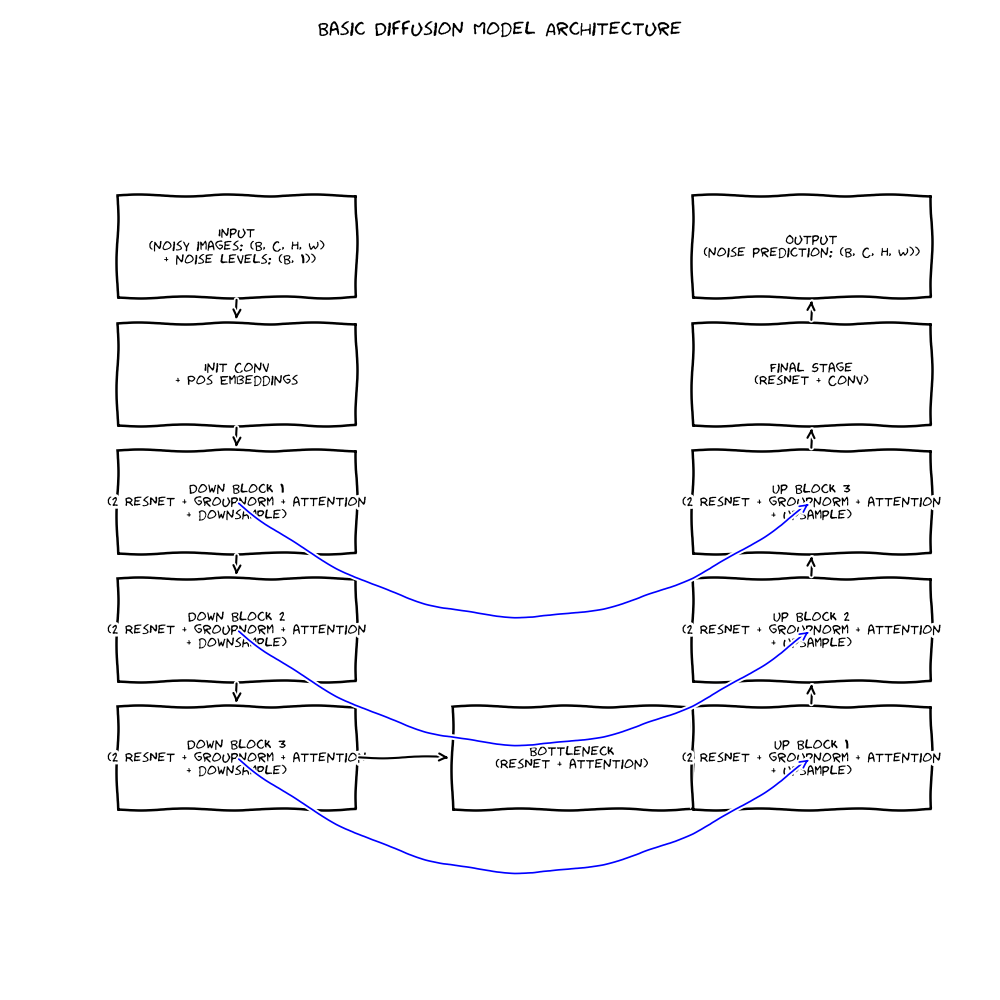 BASIC DIFFUSION MODEL ARCHITECTURE
INPUT
(NOISY IMAGES: (B, C, H, W)
+ NOISE LEVELS: (B, 1))
INIT CONV
+ POS EMBEDDINGS
DOWN BLOCK 1
(2 RESNET + GROUPNORM + ATTENTION
+ DOWNSAMPLE)
DOWN BLOCK 2
(2 RESNET + GROUPNORM + ATTENTION
+ DOWNSAMPLE)
DOWN BLOCK 3
(2 RESNET + GROUPNORM + ATTENTION
+ DOWNSAMPLE)
BOTTLENECK
(RESNET + ATTENTION)
UP BLOCK 1
(2 RESNET + GROUPNORM + ATTENTION
+ UPSAMPLE)
UP BLOCK 2
(2 RESNET + GROUPNORM + ATTENTION
+ UPSAMPLE)
UP BLOCK 3
(2 RESNET + GROUPNORM + ATTENTION
+ UPSAMPLE)
FINAL STAGE
(RESNET + CONV)
OUTPUT
(NOISE PREDICTION: (B, C, H, W))